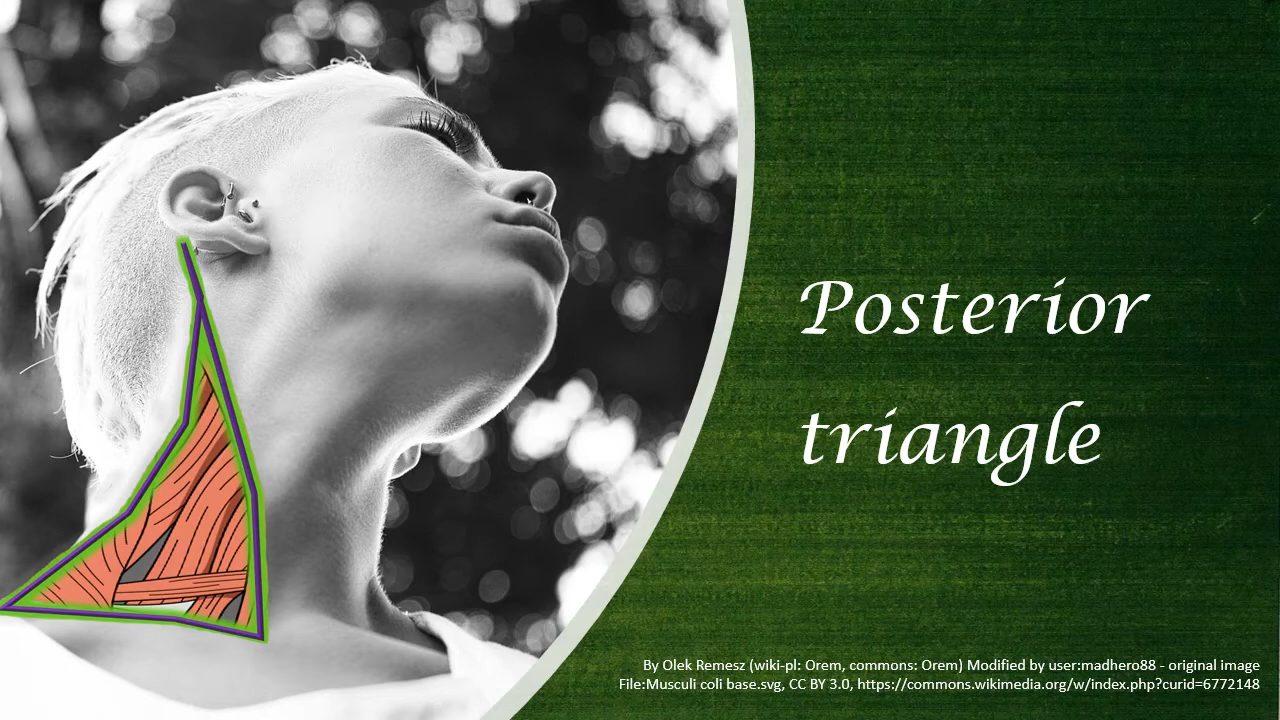 Posterior
triangle
By Olek Remesz (wiki-pl: Orem, commons: Orem) Modified by user:madhero88 - original image
File:Musculi coli base.svg, CC BY 3.0, https://commons.wikimedia.org/w/index.php?curid=6772148